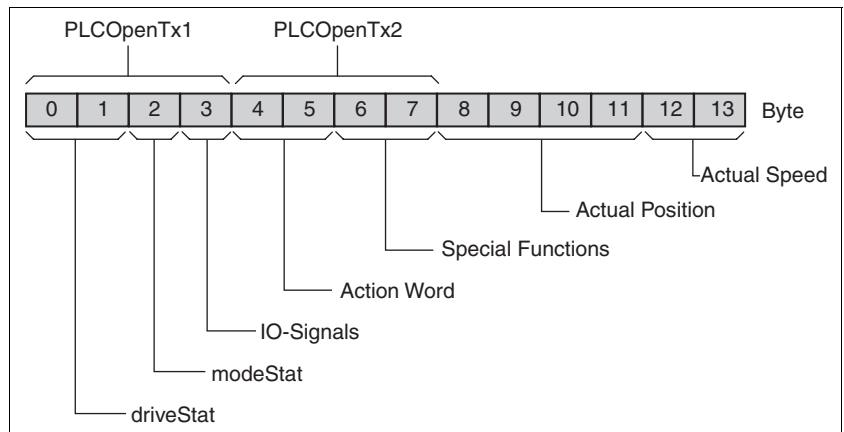 PLCOpenTx1 PLCOpenTx2
0 1 2 3 4 5 6 7 8 9 10 11 12 13 Byte
Actual Speed
Actual Position
Special Functions
Action Word
IO-Signals
modeStat
driveStat